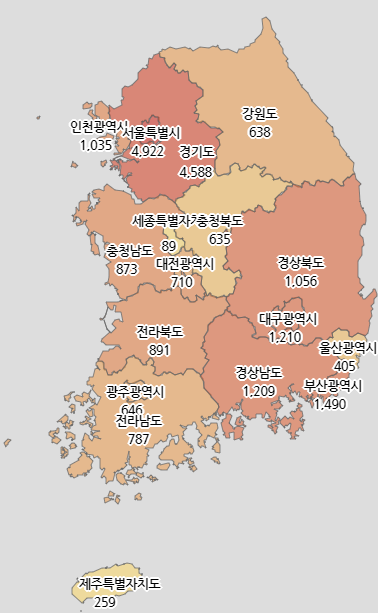 강원도
638
인천광역시
1,035
서울특별시
4,922
경기도
4,588
세종특별자치
89
충청북도
635
충청남도
873
대전광역시
710
경상북도
1,056
대구광역시
1,210
전라북도
891
울산광역시
405
경상남도
1,209
부산광역시
1,490
광주광역시
646
전라남도
787
제주특별자치도
259